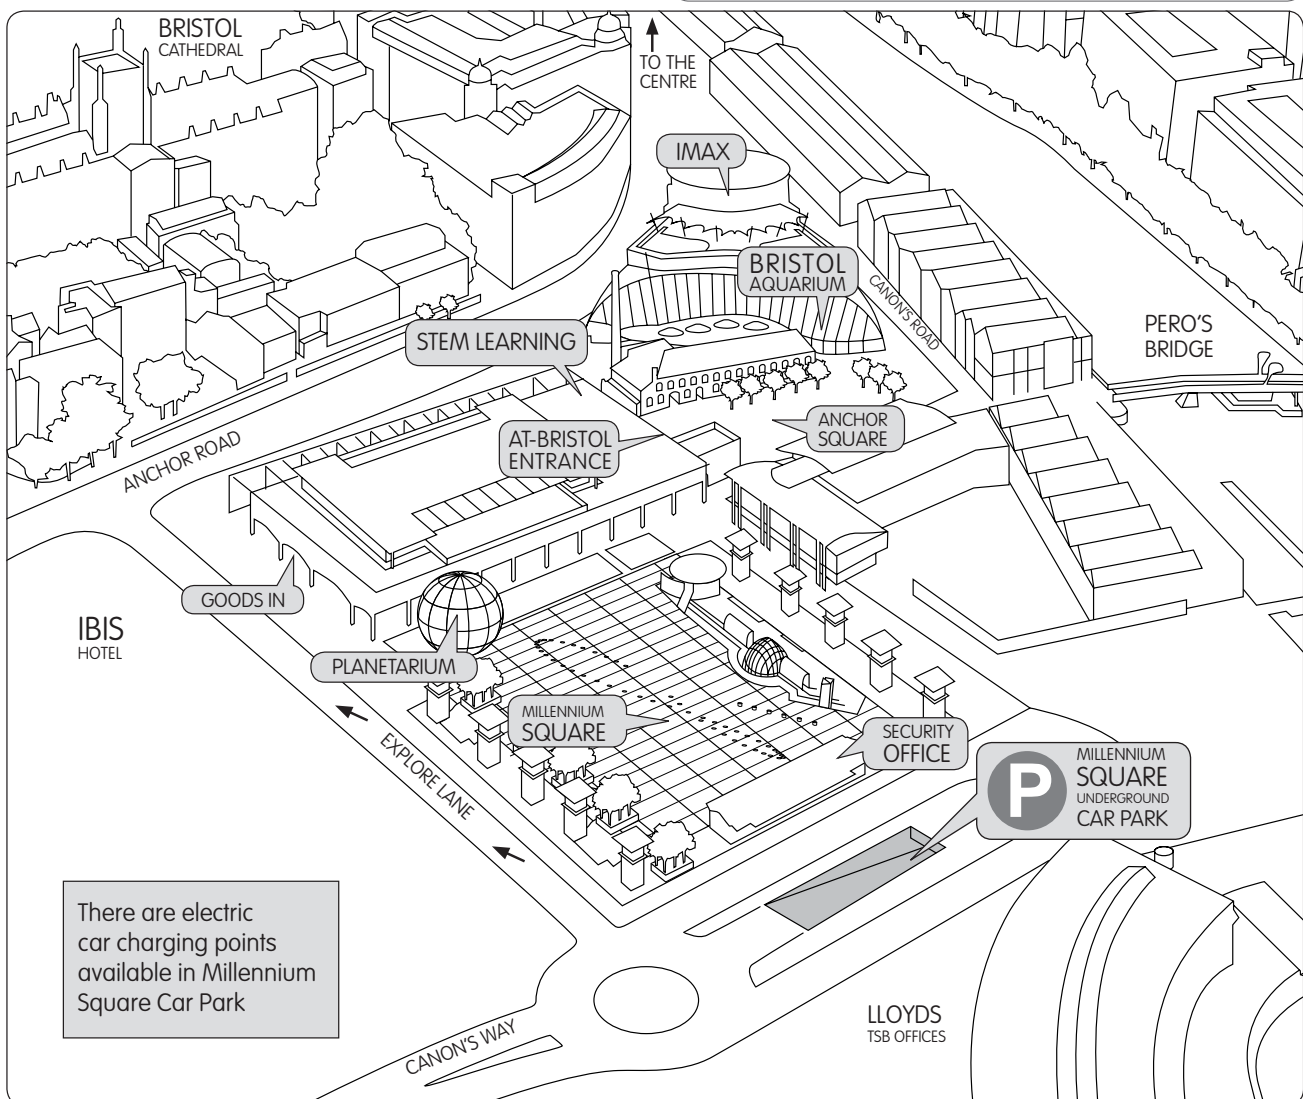 BRISTOL
CATHEDRAL
TO THE
CENTRE
IMAX
BRISTOL
AQUARIUM
CANON'S ROAD
PERO'S
BRIDGE
STEM LEARNING
ANCHOR
SQUARE
AT-BRISTOL
ENTRANCE
ANCHOR ROAD
GOODS IN
IBIS
HOTEL
PLANETARIUM
MILLENNIUM
SQUARE
SECURITY
OFFICE
EXPLORE LANE
P
MILLENNIUM
SQUARE
UNDERGROUND
CAR PARK
There are electric
car charging points
available in Millennium
Square Car Park
LLOYDS
TSB OFFICES
CANON'S WAY